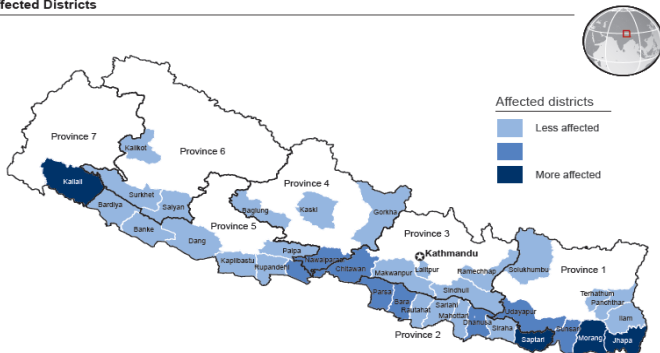 fected Districts
Affected districts
Less affected
More affected
Province 7
Kalikot
Province 6
Kailali
Surkhet
Salyan
Bardiya
Banke
Dang
Province 5
Province 4
Baglung
Kaski
Gorkha
Province 3
Kathmandu
Palpa
Nawalparasi
Chitawan
Kapilbastu
Rupandehi
Makwanpur
Lalitpur
Ramechhap
Solukhumbu
Province 1
Sindhuli
Terhathum
Panchthar
Ilam
Parsa
Bara
Rautahat
Sarlahi
Mahottari
Dhanusa
Siraha
Udayapur
Province 2
Saptari
Sunsari
Morang
Jhapa